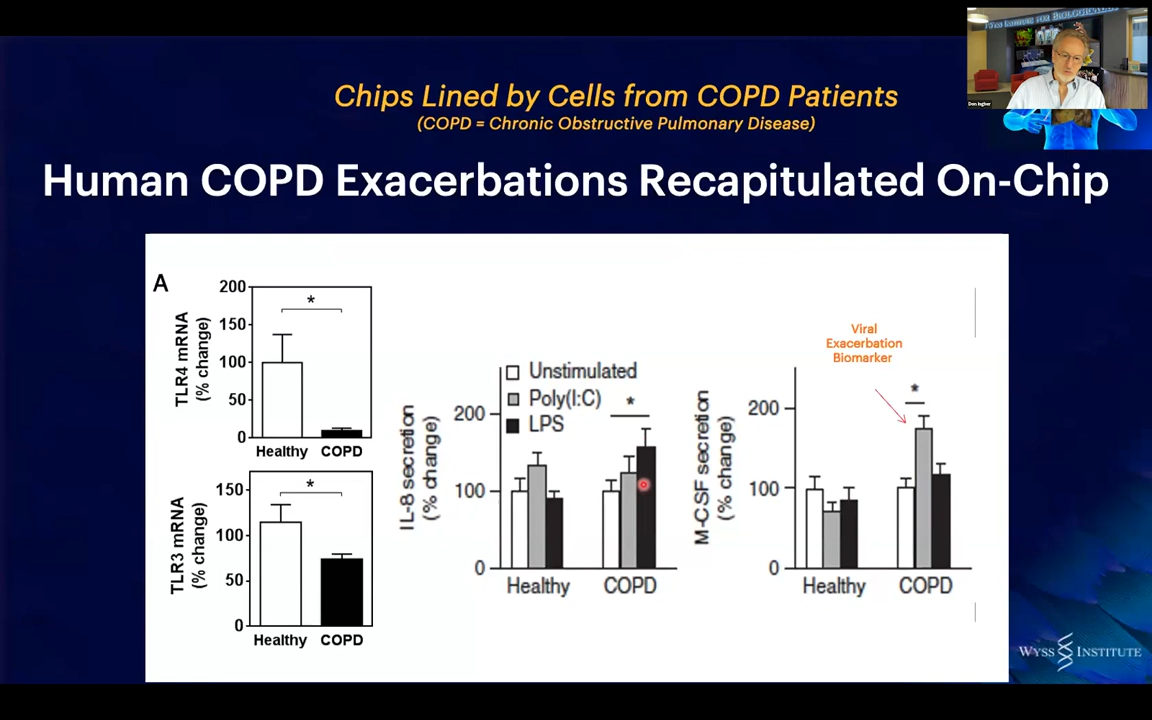 Chips Lined by Cells from COPD Patients
(COPD = Chronic Obstructive Pulmonary Disease)
Human COPD Exacerbations Recapitulated On-Chip
A
TLR4 mRNA
(% change)
200
150
100
50
0
*
Healthy
COPD
TLR3 mRNA
(% change)
150
100
50
0
*
Healthy
COPD
IL-8 secretion
(% change)
200
100
0
Unstimulated
Poly(I:C)
LPS
*
Healthy
COPD
M-CSF secretion
(% change)
200
100
0
Viral
Exacerbation
Biomarker
*
Healthy
COPD
WYSS INSTITUTE
Don Ingber